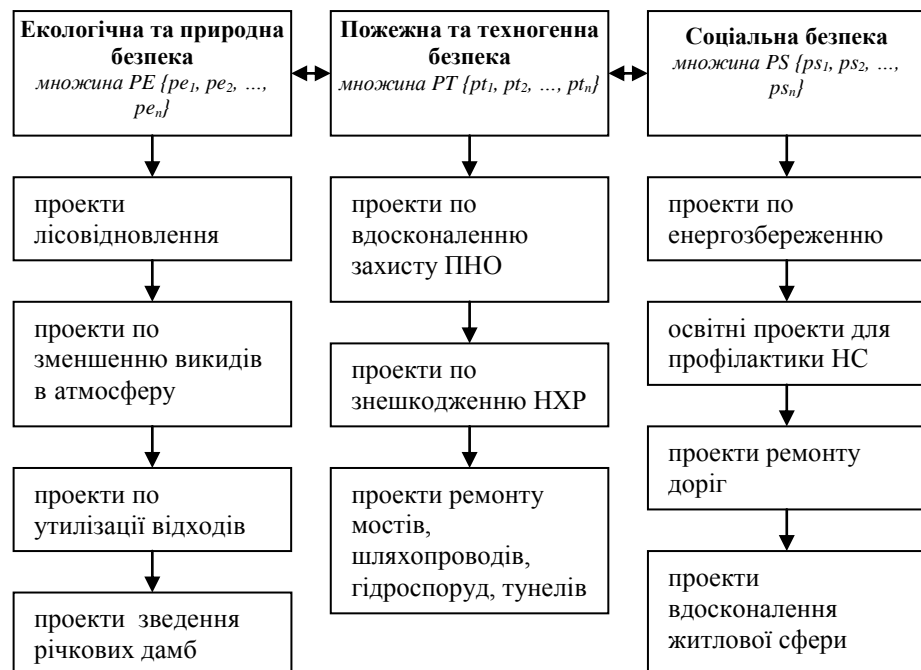 Екологічна та природна
безпека
множина PE {pe1, pe2, …,
pen}
Пожежна та техногенна
безпека
множина PT {pt1, pt2, …, ptn}
Соціальна безпека
множина PS {ps1, ps2, …,
psn}
проекти
лісовідновлення
проекти по
зменшенню викидів
в атмосферу
проекти по
утилізації відходів
проекти зведення
річкових дамб
проекти по
вдосконаленню
захисту ПНО
проекти по
знешкодженню НХР
проекти ремонту
мостів,
шляхопроводів,
гідроспоруд, тунелів
проекти по
енергозбереженню
освітні проекти для
профілактики НС
проекти ремонту
доріг
проекти
вдосконалення
житлової сфери